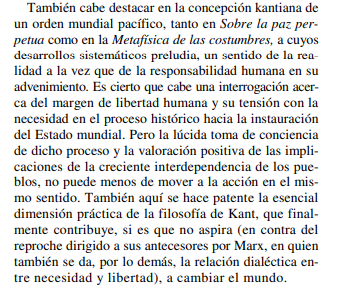 También cabe destacar en la concepción kantiana de
un orden mundial pacífico, tanto en Sobre la paz per-
petua como en la Metafísica de las costumbres, a cuyos
desarrollos sistemáticos preludia, un sentido de la rea-
lidad a la vez que de la responsabilidad humana en su
advenimiento. Es cierto que cabe una interrogación acer-
ca del margen de libertad humana y su tensión con la
necesidad en el proceso histórico hacia la instauración
del Estado mundial. Pero la lúcida toma de conciencia
de dicho proceso y la valoración positiva de las impli-
caciones de la creciente interdependencia de los pue-
blos, no puede menos de mover a la acción en el mis-
mo sentido. También aquí se hace patente la esencial
dimensión práctica de la filosofía de Kant, que final-
mente contribuye, si es que no aspira (en contra del
reproche dirigido a sus antecesores por Marx, en quien
también se da, por lo demás, la relación dialéctica en-
tre necesidad y libertad), a cambiar el mundo.